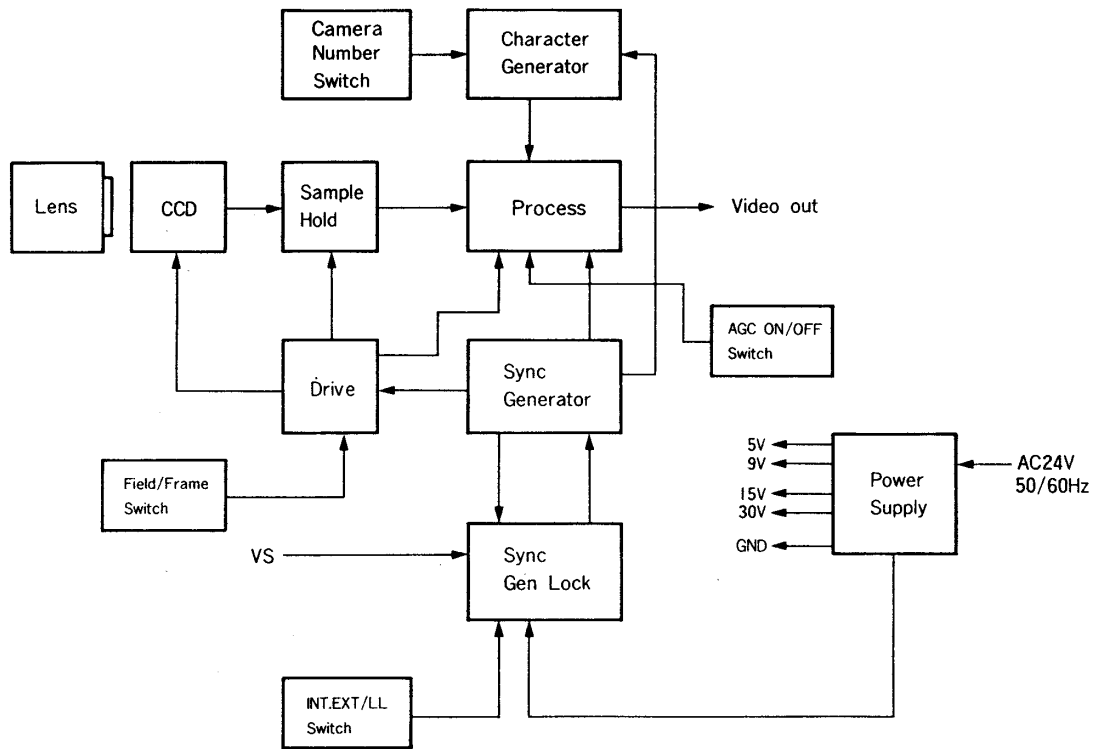 Camera
Number
Switch
Character
Generator
Lens
CCD
Sample
Hold
Process
Video out
AGC ON/OFF
Switch
Drive
Sync
Generator
Field/Frame
Switch
VS
Sync
Gen Lock
INT.EXT/LL
Switch
5V
9V
15V
30V
GND
Power
Supply
AC24V
50/60Hz